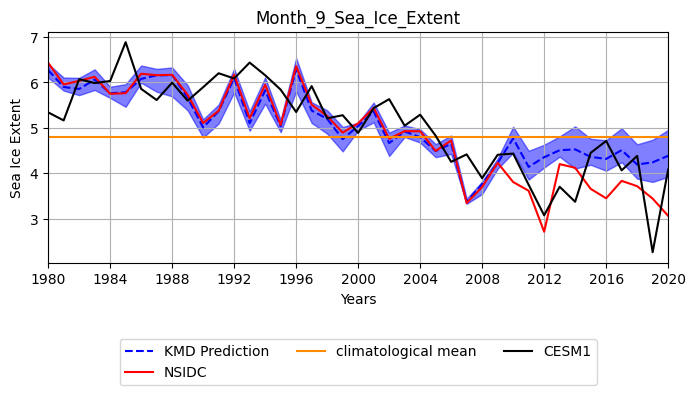 Month_9_Sea_Ice_Extent
7
6
5
4
3
Sea Ice Extent
1980 1984 1988 1992 1996 2000 2004 2008 2012 2016 2020
Years
KMD Prediction climatological mean CESM1
NSIDC